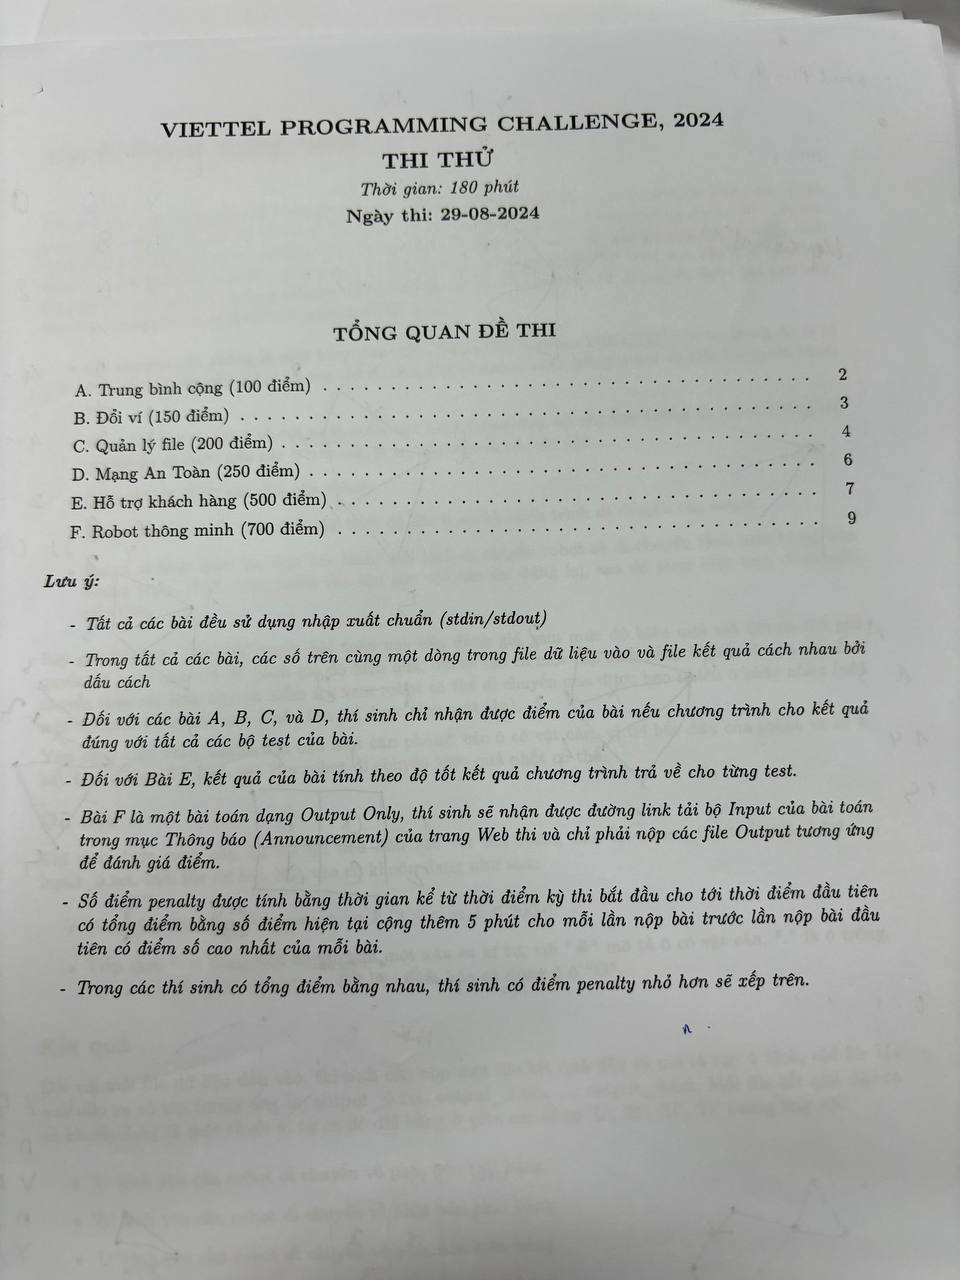 VIETTEL PROGRAMMING CHALLENGE, 2024
THI THỬ
Thời gian: 180 phút
Ngày thi: 29-08-2024
TỔNG QUAN ĐỀ THI
A. Trung bình cộng (100 điểm) . . . . . . . . . . . . . . . . . . . . . . . . . . . . 2
B. Đổi ví (150 điểm) . . . . . . . . . . . . . . . . . . . . . . . . . . . . . . . . 3
C. Quản lý file (200 điểm) . . . . . . . . . . . . . . . . . . . . . . . . . . . . . . 4
D. Mạng An Toàn (250 điểm) . . . . . . . . . . . . . . . . . . . . . . . . . . . . . 6
E. Hỗ trợ khách hàng (500 điểm) . . . . . . . . . . . . . . . . . . . . . . . . . . . 7
F. Robot thông minh (700 điểm) . . . . . . . . . . . . . . . . . . . . . . . . . . . 9
Lưu ý:
- Tất cả các bài đều sử dụng nhập xuất chuẩn (stdin/stdout)
- Trong tất cả các bài, các số trên cùng một dòng trong file dữ liệu vào và file kết quả cách nhau bởi
dấu cách
- Đối với các bài A, B, C, và D, thí sinh chỉ nhận được điểm của bài nếu chương trình cho kết quả
đúng với tất cả các bộ test của bài.
- Đối với Bài E, kết quả của bài tính theo độ tốt kết quả chương trình trả về cho từng test.
- Bài F là một bài toán dạng Output Only, thí sinh sẽ nhận được đường link tải bộ Input của bài toán
trong mục Thông báo (Announcement) của trang Web thi và chỉ phải nộp các file Output tương ứng
để đánh giá điểm.
- Số điểm penalty được tính bằng thời gian kể từ thời điểm kỳ thi bắt đầu cho tới thời điểm đầu tiên
có tổng điểm bằng số điểm hiện tại cộng thêm 5 phút cho mỗi lần nộp bài trước lần nộp bài đầu
tiên có điểm số cao nhất của mỗi bài.
- Trong các thí sinh có tổng điểm bằng nhau, thí sinh có điểm penalty nhỏ hơn sẽ xếp trên.